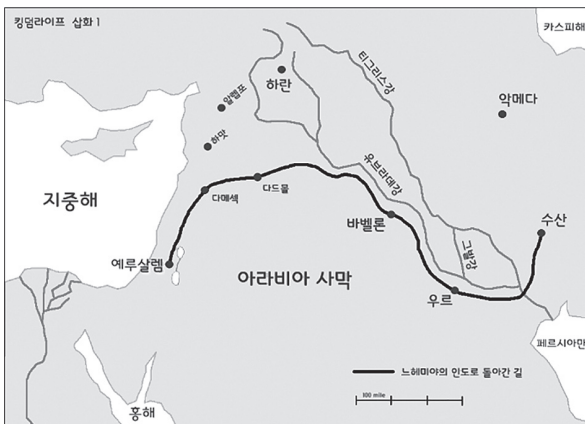 킹덤라이프 삽화 1
카스피해
티그리스강
하란
알렙포
악메다
하맛
유브라데강
지중해
다메섹
다드몰
바벨론
수산
그발강
예루살렘
아라비아 사막
우르
페르시아만
느헤미야의 인도로 돌아간 길
100 mile
홍해